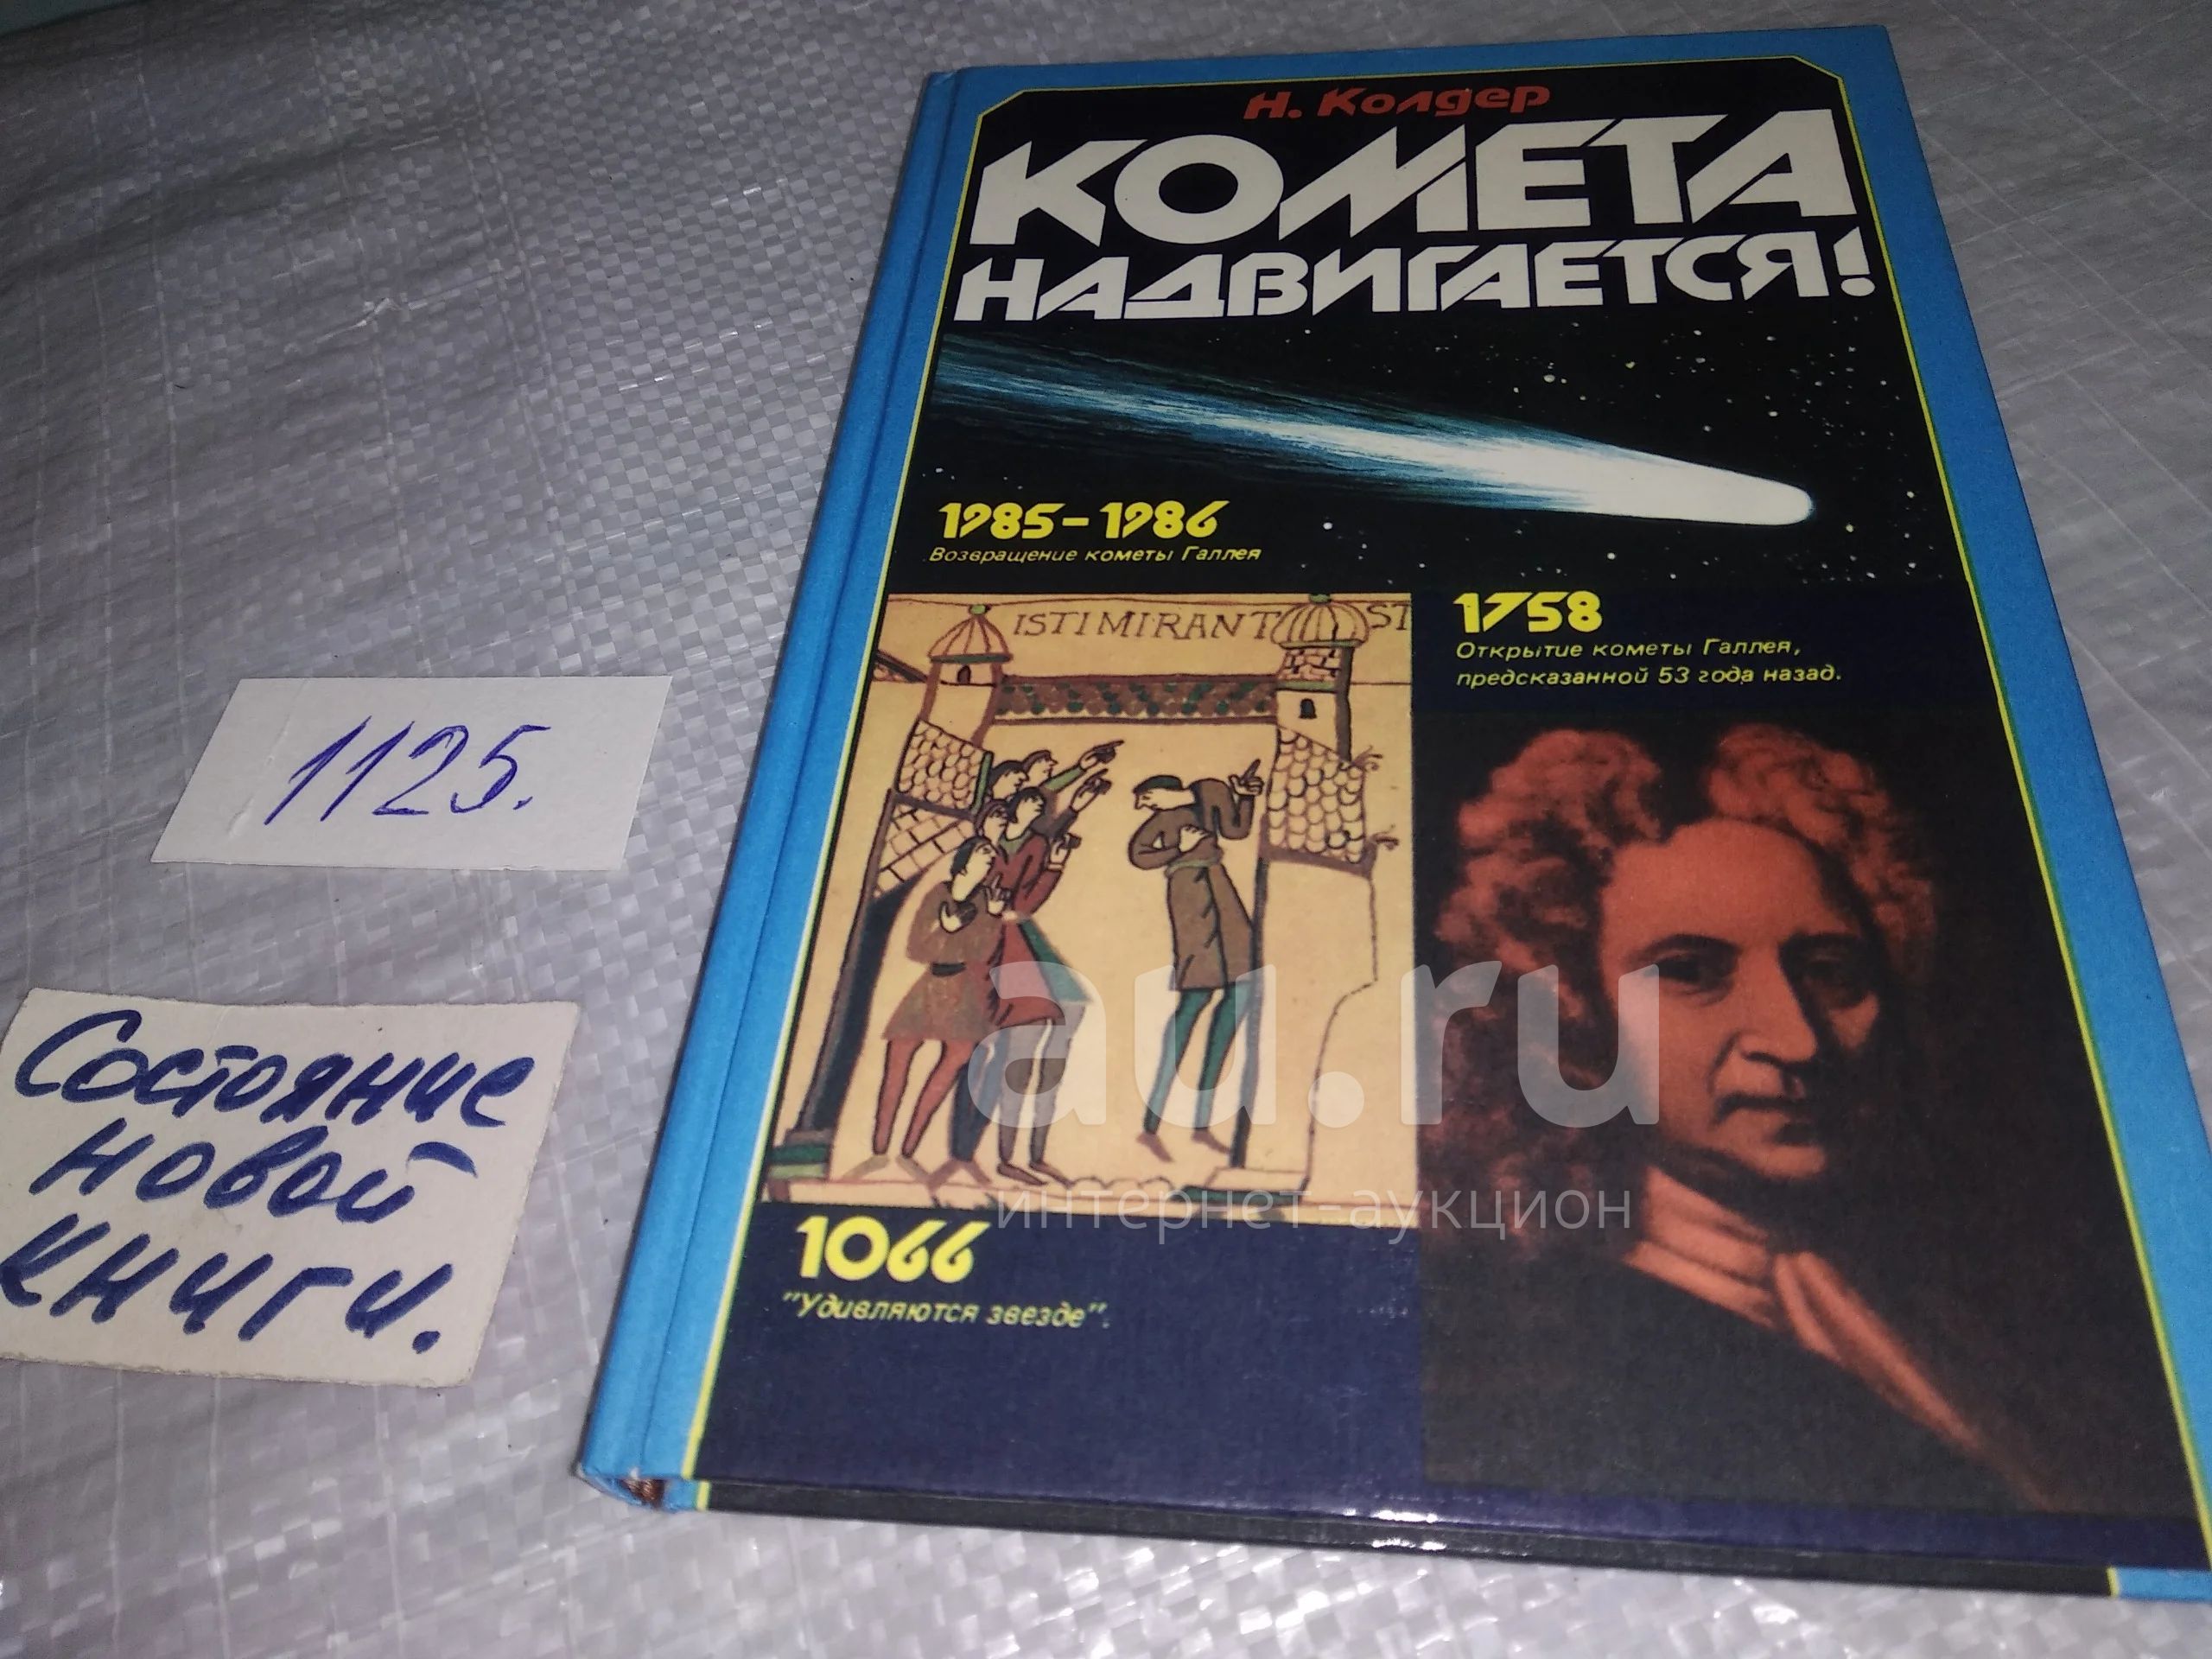 Н. Колдер
КОМЕТА
НАДВИГАЕТСЯ!
1985-1986
Возвращение кометы Галлея
ISTI MIRANT ST
1758
Открытие кометы Галлея,
предсказанной 53 года назад.
1066
"Удивляются звезде".
1125.
Состояние
новой
книги.
au.ru
интернет-аукцион